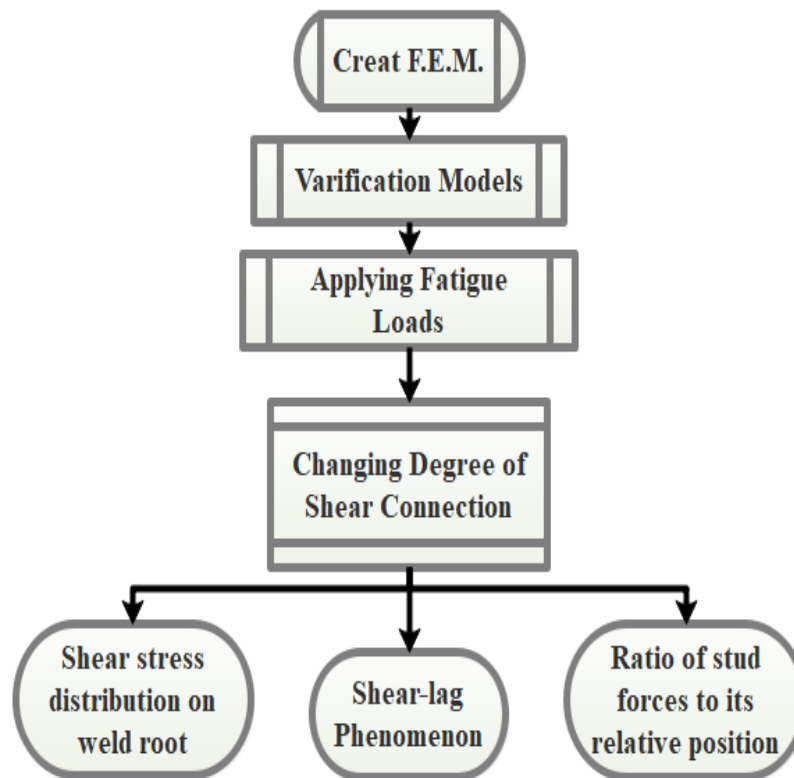 Creat F.E.M.
Varification Models
Applying Fatigue
Loads
Changing Degree of
Shear Connection
Shear stress
distribution on
weld root
Shear-lag
Phenomenon
Ratio of stud
forces to its
relative position